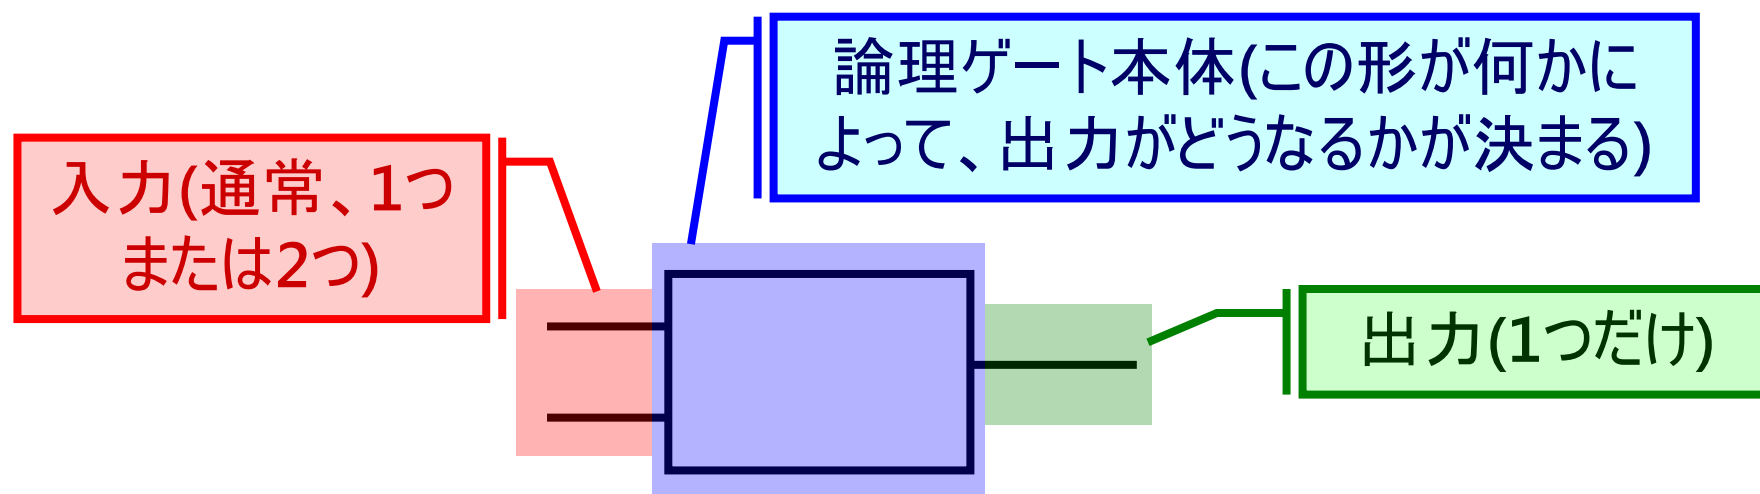 論理ゲート本体(この形が何かに
よって、出力がどうなるかが決まる)
入力(通常、1つ
または2つ)
出力(1つだけ)